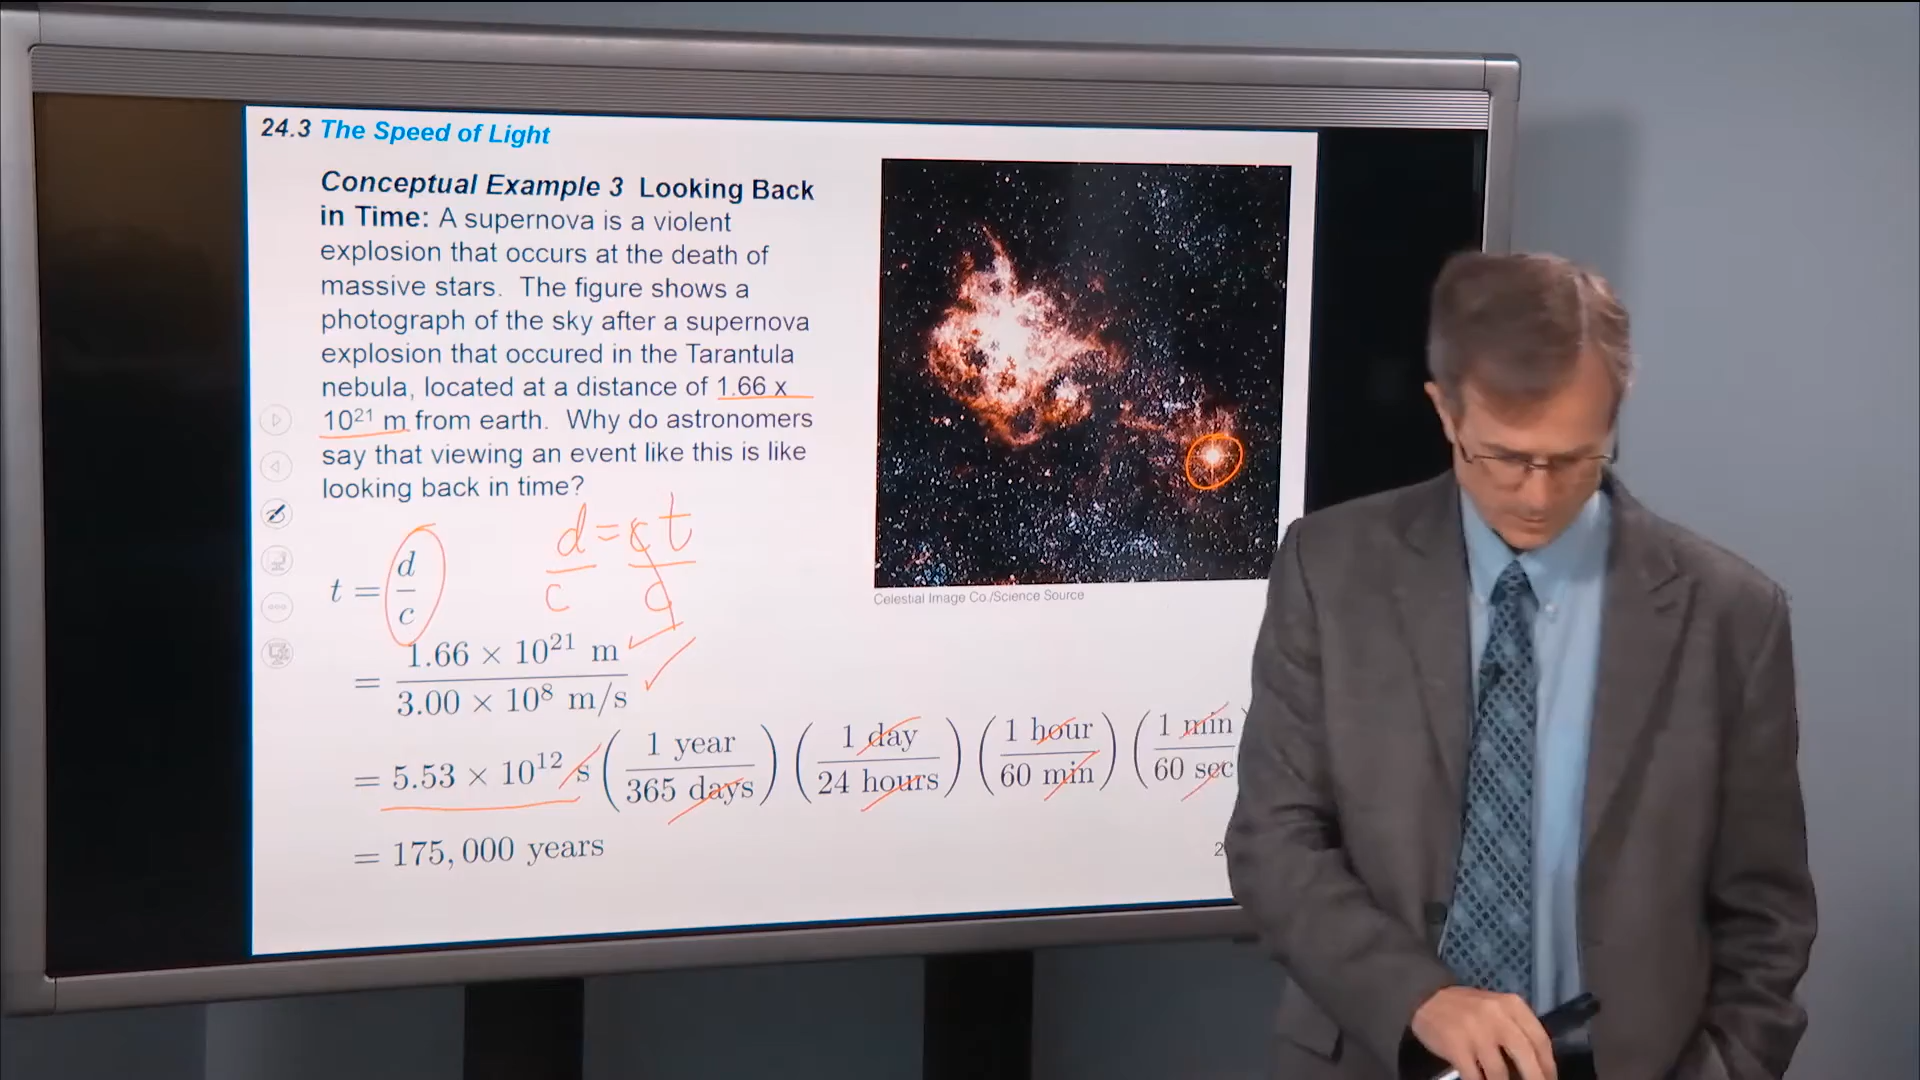 24.3 The Speed of Light
Conceptual Example 3 Looking Back
in Time: A supernova is a violent
explosion that occurs at the death of
massive stars. The figure shows a
photograph of the sky after a supernova
explosion that occured in the Tarantula
nebula, located at a distance of 1.66 x
10²¹ m from earth. Why do astronomers
say that viewing an event like this is like
looking back in time?
Celestial Image Co./Science Source
d = ct
c c
t = d/c
= 1.66 × 10²¹ m / 3.00 × 10⁸ m/s
= 5.53 × 10¹² s (1 year / 365 days) (1 day / 24 hours) (1 hour / 60 min) (1 min / 60 sec
= 175,000 years
2